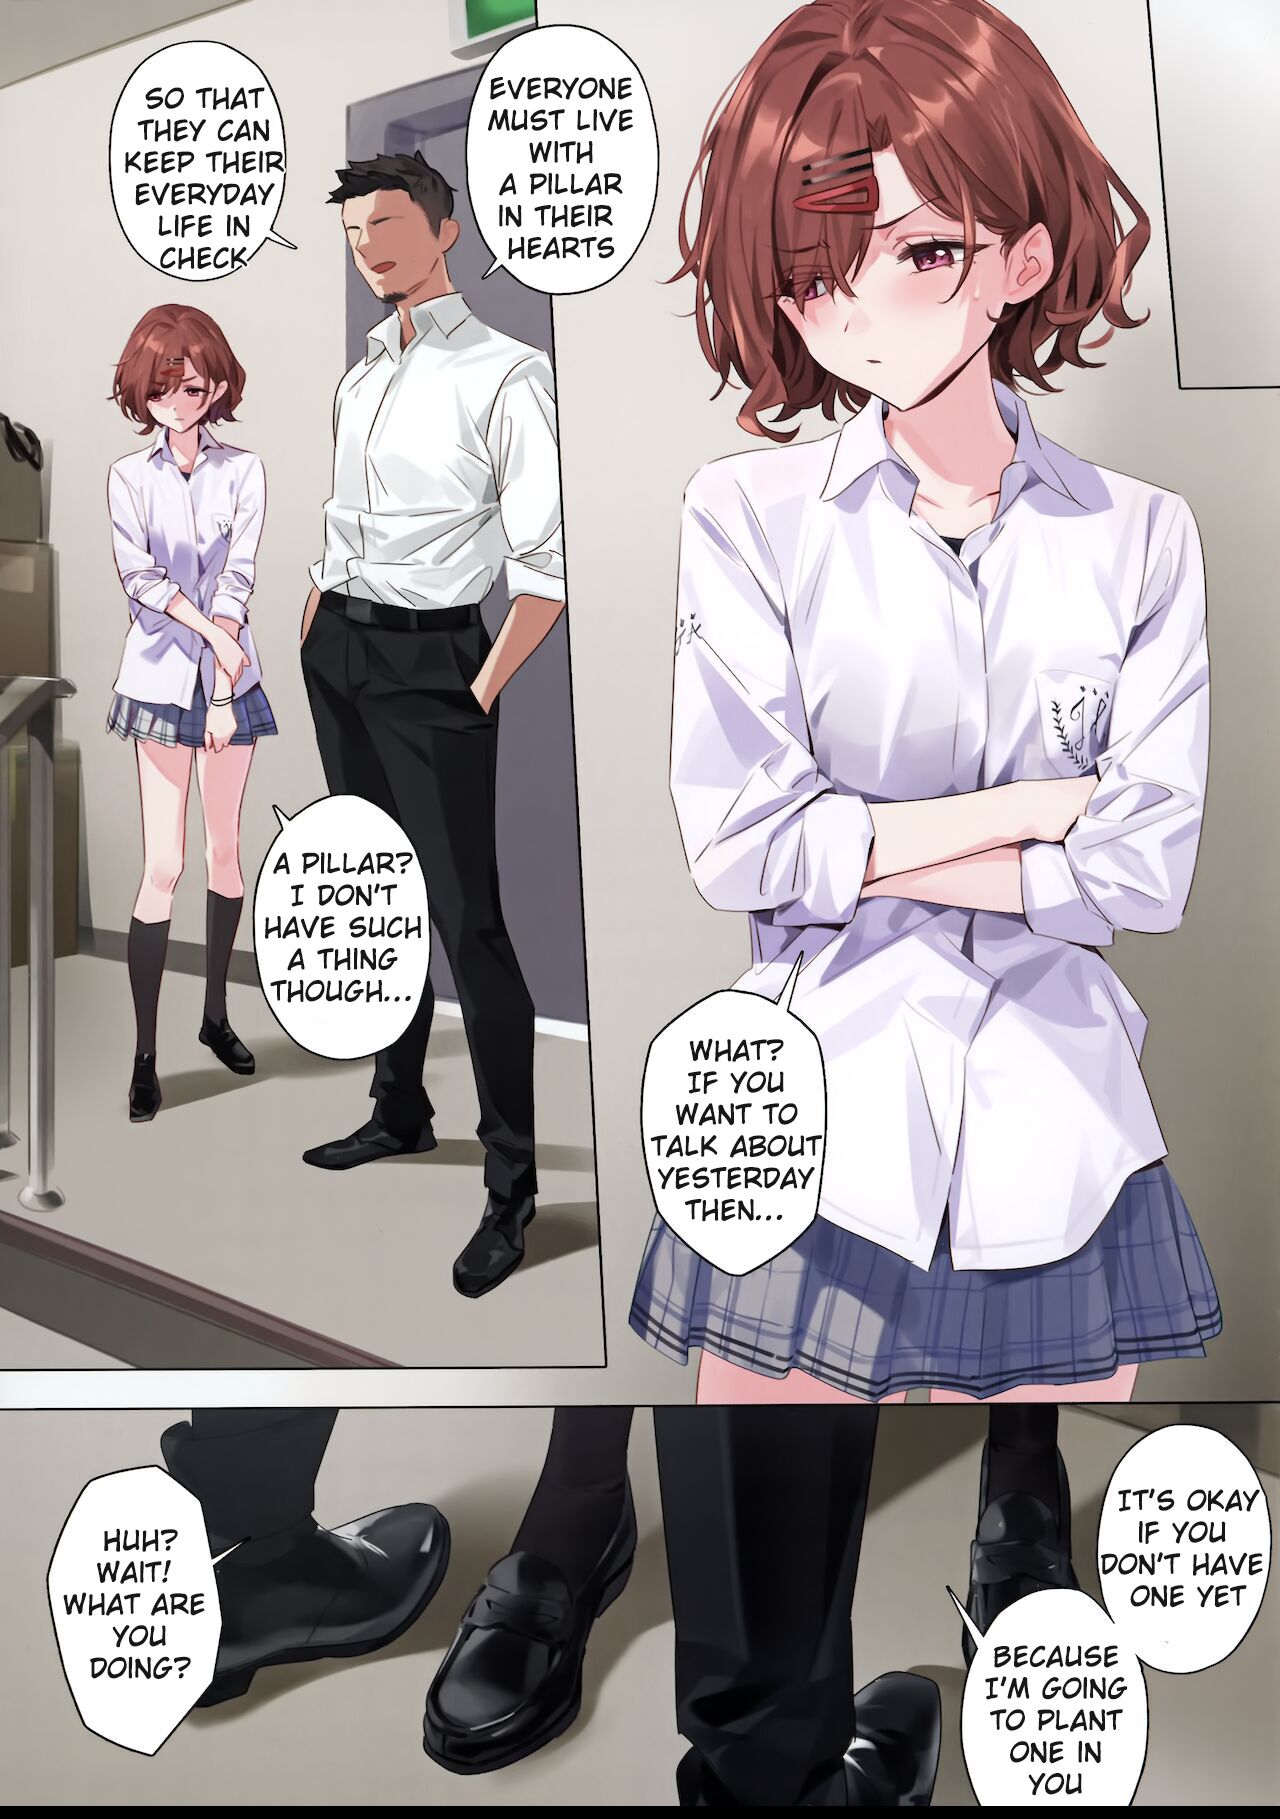 WHAT?
IF YOU
WANT TO
TALK ABOUT
YESTERDAY
THEN...
EVERYONE
MUST LIVE
WITH
A PILLAR
IN THEIR
HEARTS
SO THAT
THEY CAN
KEEP THEIR
EVERYDAY
LIFE IN
CHECK
A PILLAR?
I DON'T
HAVE SUCH
A THING
THOUGH...
IT'S OKAY
IF YOU
DON'T HAVE
ONE YET
BECAUSE
I'M GOING
TO PLANT
ONE IN
YOU
HUH?
WAIT!
WHAT ARE
YOU
DOING?